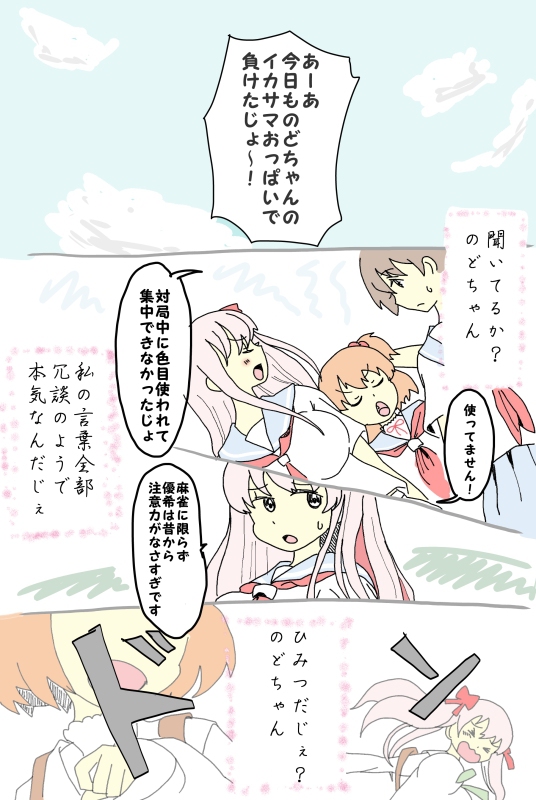 あーあ
今日ものどちゃんの
イカサマおっぱいで
負けたじょ～！
聞いてるか？
のどちゃん
対局中に色目使われて
集中できなかったじょ
使ってません！
私の言葉全部
冗談のようで
本気なんだじぇ
麻雀に限らず
優希は昔から
注意力がなさすぎです
ひみつだじぇ？
のどちゃん
ドン